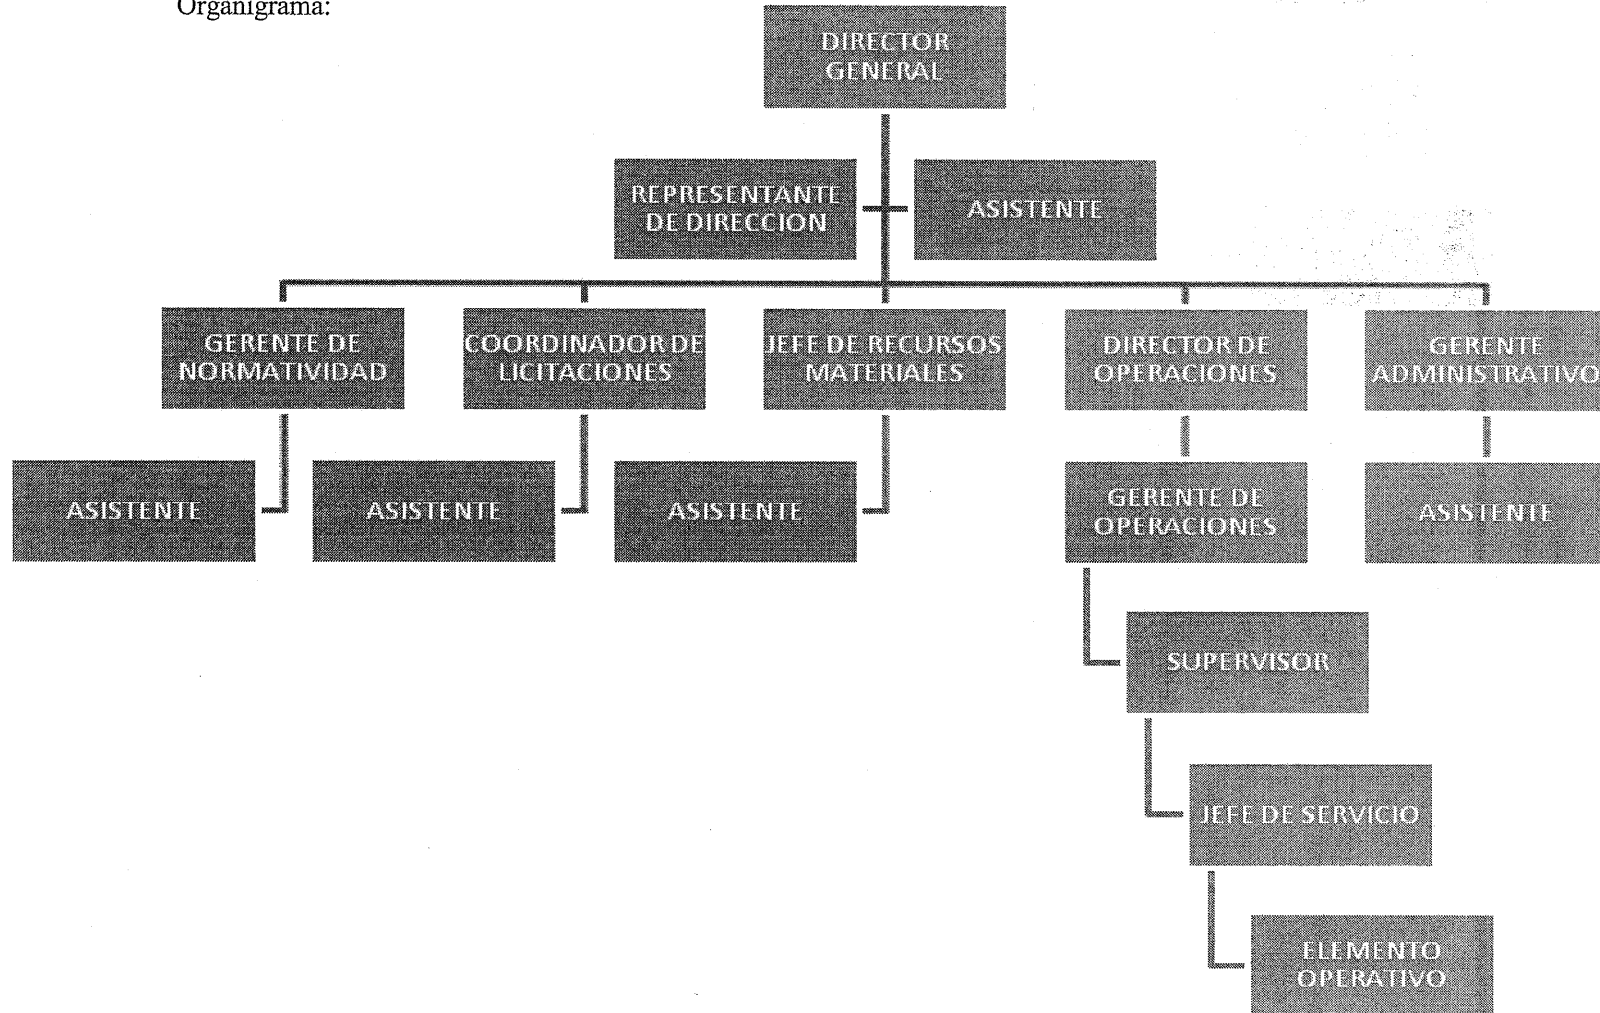 Organigrama:
DIRECTOR
GENERAL
REPRESENTANTE
DE DIRECCION
ASISTENTE
GERENTE DE
NORMATIVIDAD
COORDINADOR DE
LICITACIONES
JEFE DE RECURSOS
MATERIALES
DIRECTOR DE
OPERACIONES
GERENTE
ADMINISTRATIVO
ASISTENTE
ASISTENTE
ASISTENTE
GERENTE DE
OPERACIONES
ASISTENTE
SUPERVISOR
JEFE DE SERVICIO
ELEMENTO
OPERATIVO